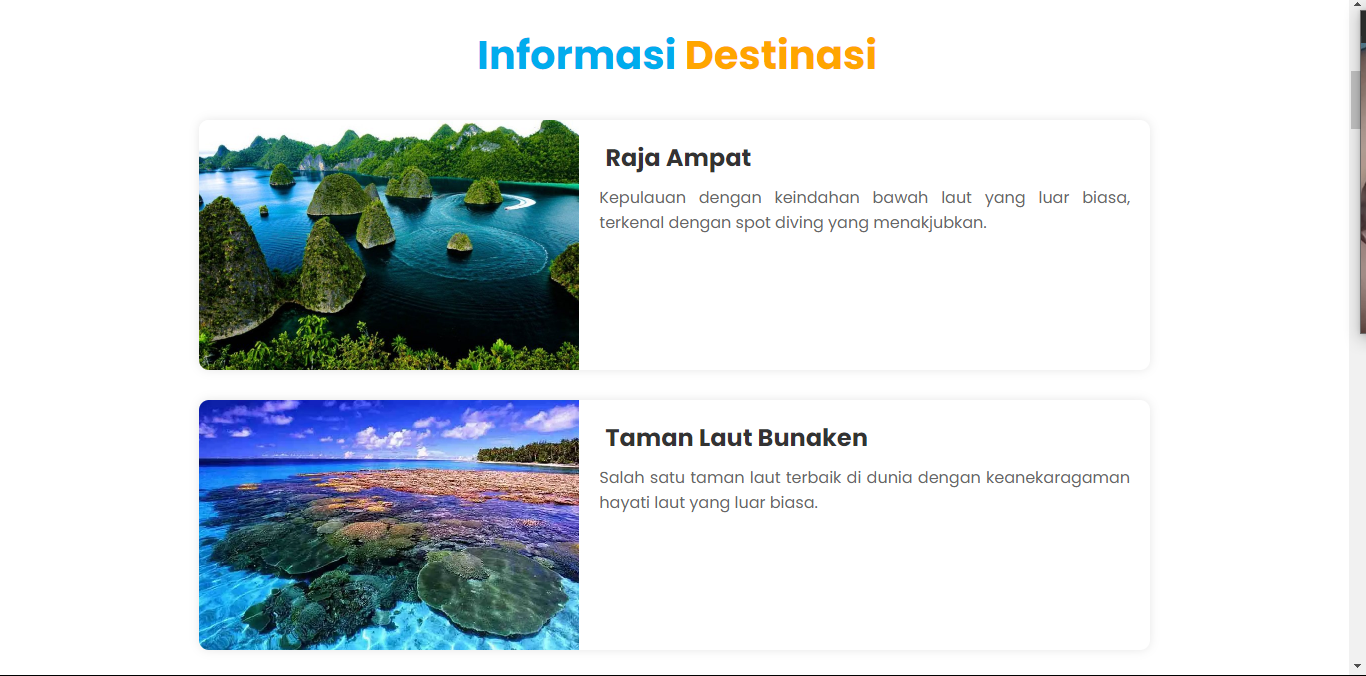 Informasi Destinasi
Raja Ampat
Kepulauan dengan keindahan bawah laut yang luar biasa,
terkenal dengan spot diving yang menakjubkan.
Taman Laut Bunaken
Salah satu taman laut terbaik di dunia dengan keanekaragaman
hayati laut yang luar biasa.